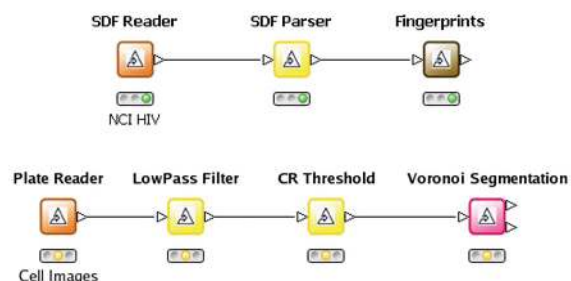 SDF Reader SDF Parser Fingerprints
NCI HIV
Plate Reader LowPass Filter CR Threshold Voronoi Segmentation
Cell Images